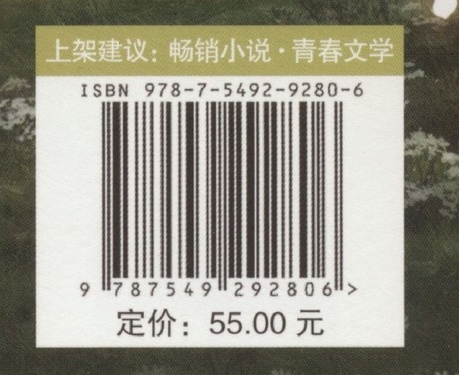 上架建议：畅销小说·青春文学
ISBN 978-7-5492-9280-6
9 787549 292806 >
定价：55.00 元